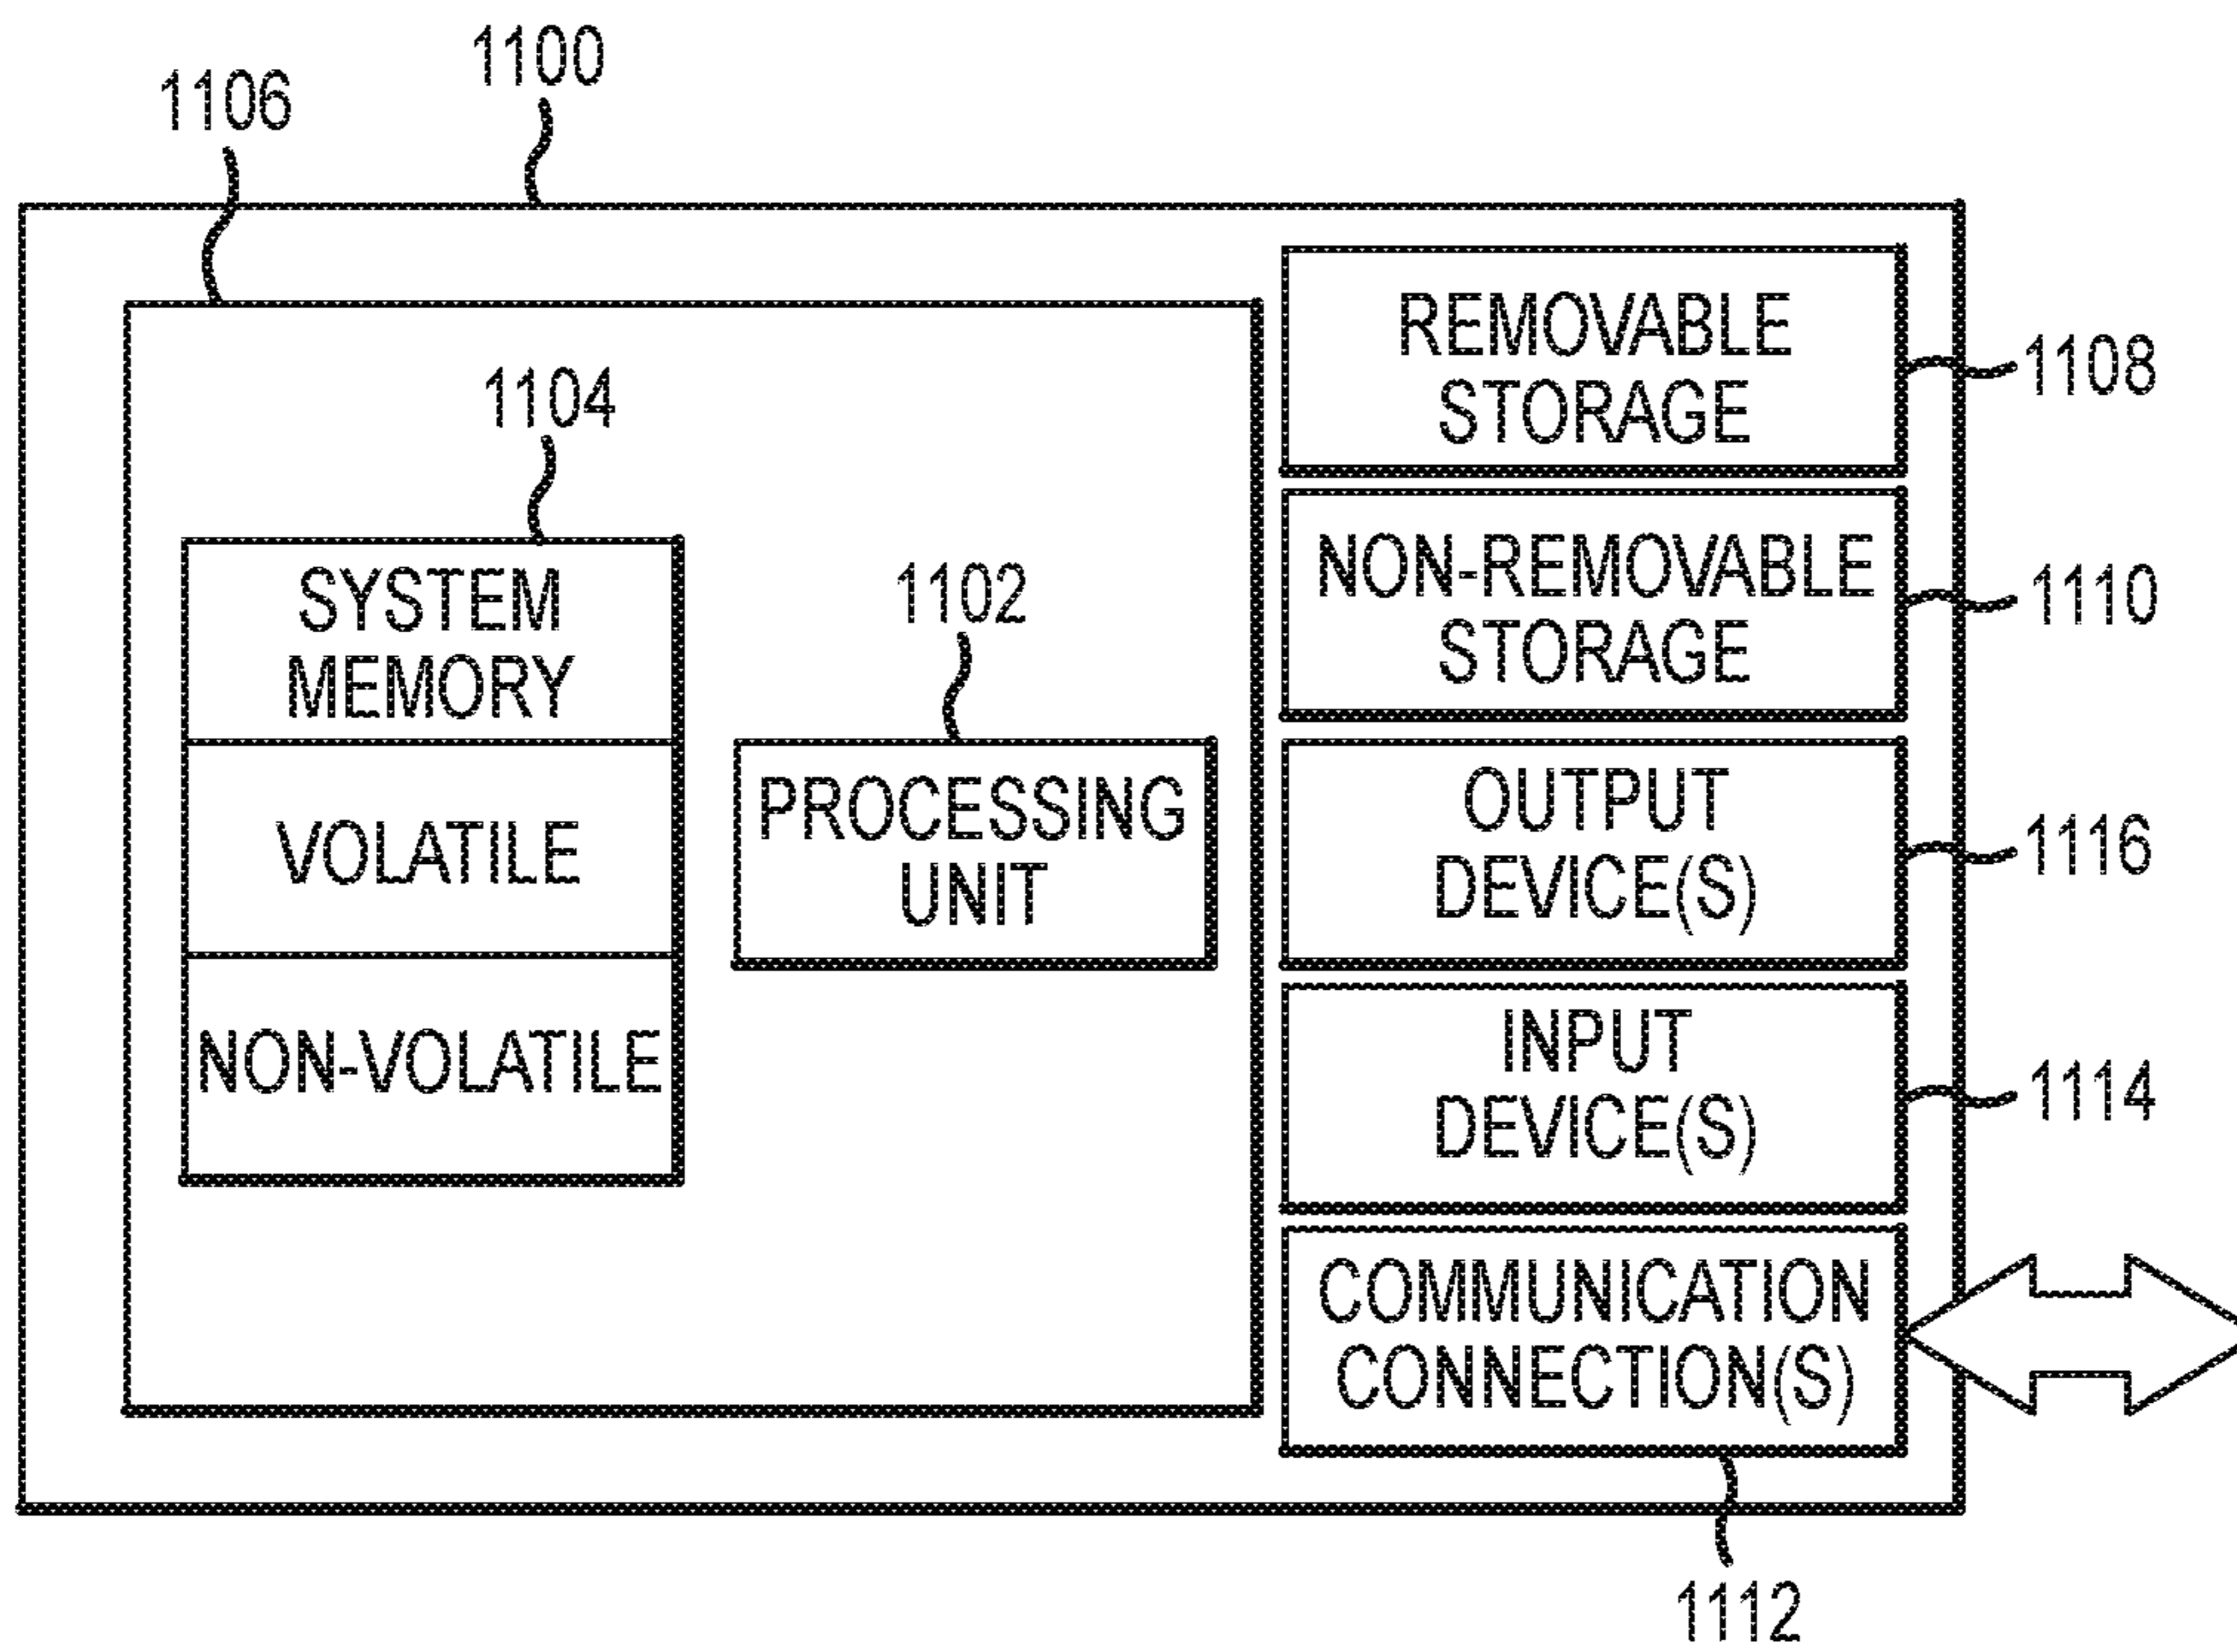 1100
1106
1104
SYSTEM
MEMORY
VOLATILE
NON-VOLATILE
1102
PROCESSING
UNIT
REMOVABLE
STORAGE
1108
NON-REMOVABLE
STORAGE
1110
OUTPUT
DEVICE(S)
1116
INPUT
DEVICE(S)
1114
COMMUNICATION
CONNECTION(S)
1112